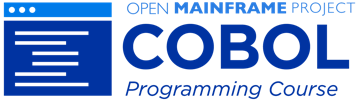 OPEN MAINFRAME PROJECT
COBOL
Programming Course